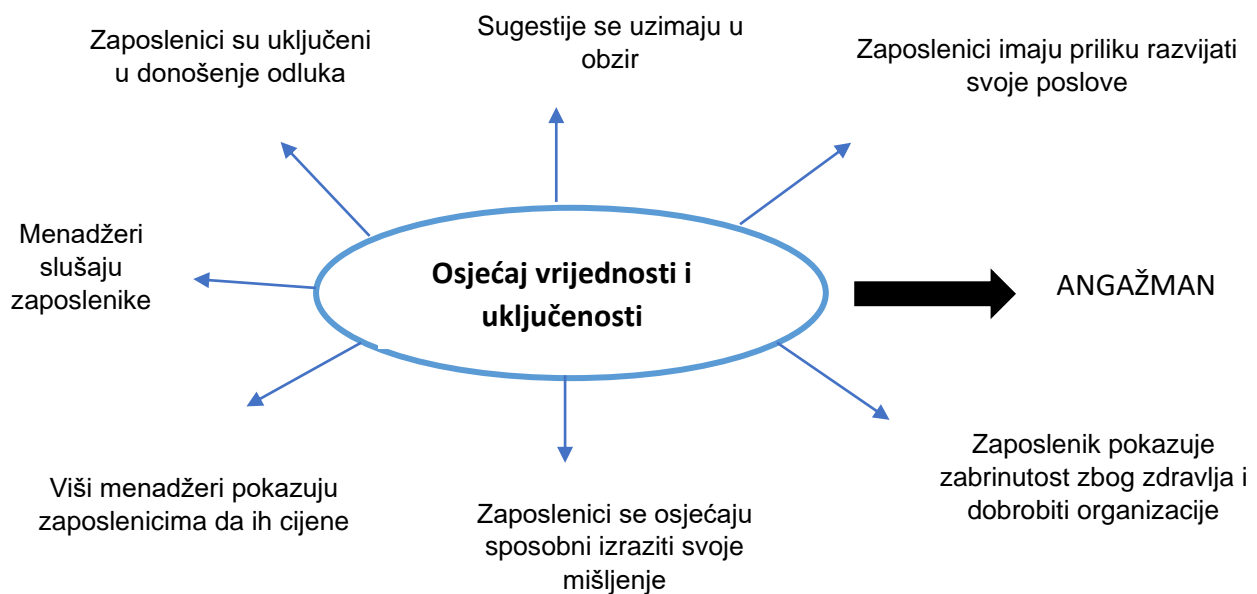 Zaposlenici su uključeni
u donošenje odluka
Sugestije se uzimaju u
obzir
Zaposlenici imaju priliku razvijati
svoje poslove
Menadžeri
slušaju
zaposlenike
Osjećaj vrijednosti i
uključenosti
ANGAŽMAN
Viši menadžeri pokazuju
zaposlenicima da ih cijene
Zaposlenici se osjećaju
sposobni izraziti svoje
mišljenje
Zaposlenik pokazuje
zabrinutost zbog zdravlja i
dobrobiti organizacije